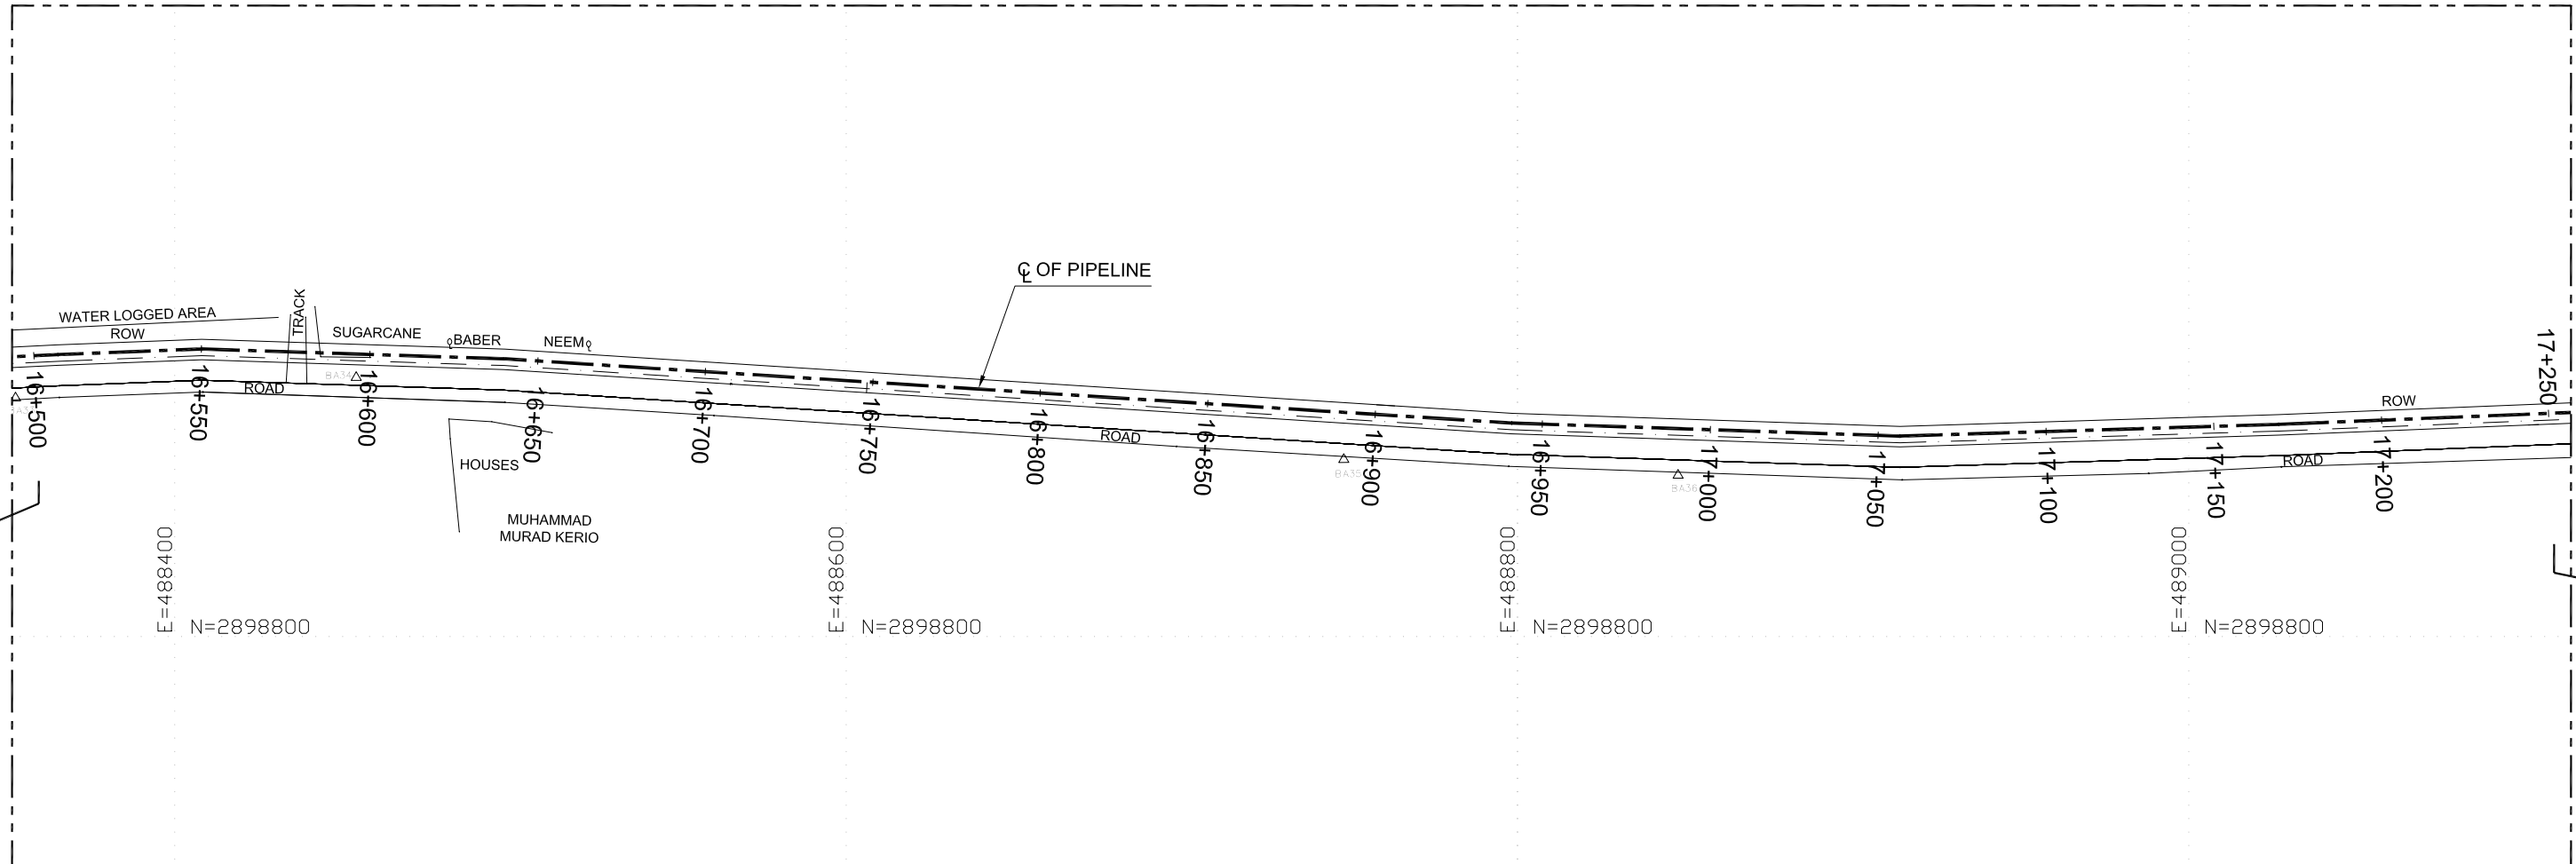 ℄ OF PIPELINE
WATER LOGGED AREA
ROW
TRACK
SUGARCANE
BABER
NEEM
BA34
ROAD
16+500
16+550
16+600
16+650
16+700
16+750
16+800
16+850
16+900
16+950
17+000
17+050
17+100
17+150
17+200
17+250
ROW
ROAD
BA35
BA36
ROAD
HOUSES
MUHAMMAD
MURAD KERIO
E=488400
N=2898800
E=488600
N=2898800
E=488800
N=2898800
E=489000
N=2898800